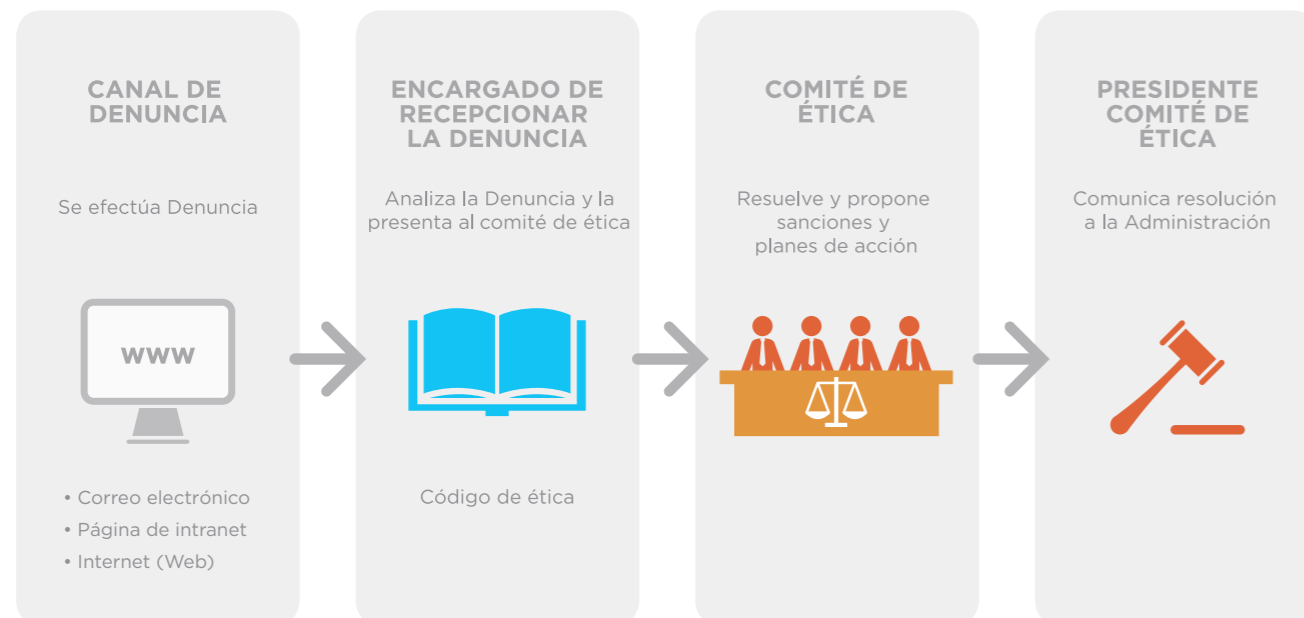 CANAL DE
DENUNCIA
Se efectúa Denuncia
www
• Correo electrónico
• Página de intranet
• Internet (Web)
ENCARGADO DE
RECEPCIONAR
LA DENUNCIA
Analiza la Denuncia y la
presenta al comité de ética
Código de ética
COMITÉ DE
ÉTICA
Resuelve y propone
sanciones y
planes de acción
PRESIDENTE
COMITÉ DE
ÉTICA
Comunica resolución
a la Administración